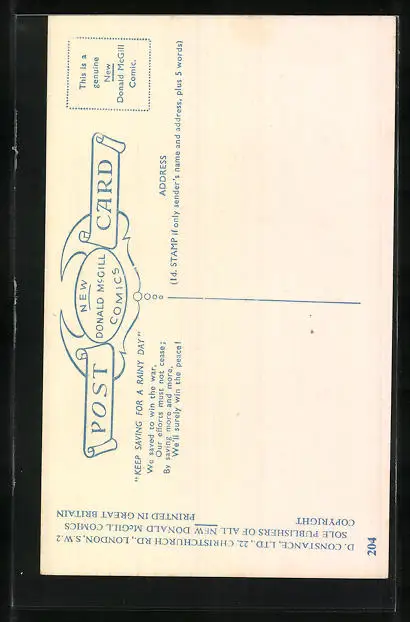 POST CARD
NEW
DONALD McGILL
COMICS
This is a
genuine
New
Donald McGill
Comic.
"KEEP SAVING FOR A RAINY DAY"
We saved to win the war,
Our efforts must not cease;
By saving more and more,
We'll surely win the peace!
ADDRESS
(1d. STAMP if only sender's name and address, plus 5 words)
D. CONSTANCE, LTD., 22, CHRISTCHURCH RD., LONDON, S.W.2
SOLE PUBLISHERS OF ALL NEW DONALD McGILL COMICS
COPYRIGHT PRINTED IN GREAT BRITAIN
204